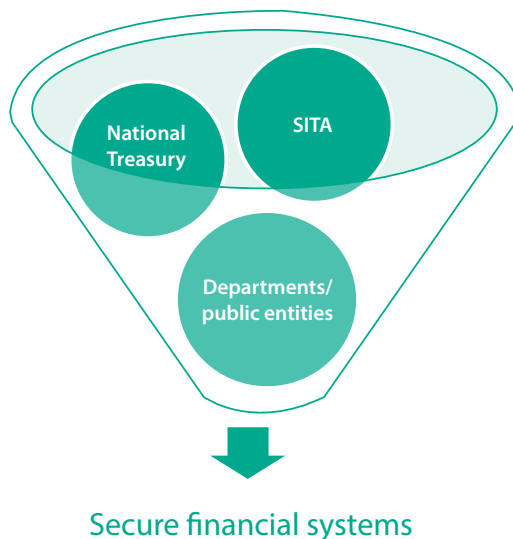 National
Treasury
SITA
Departments/
public entities
Secure financial systems